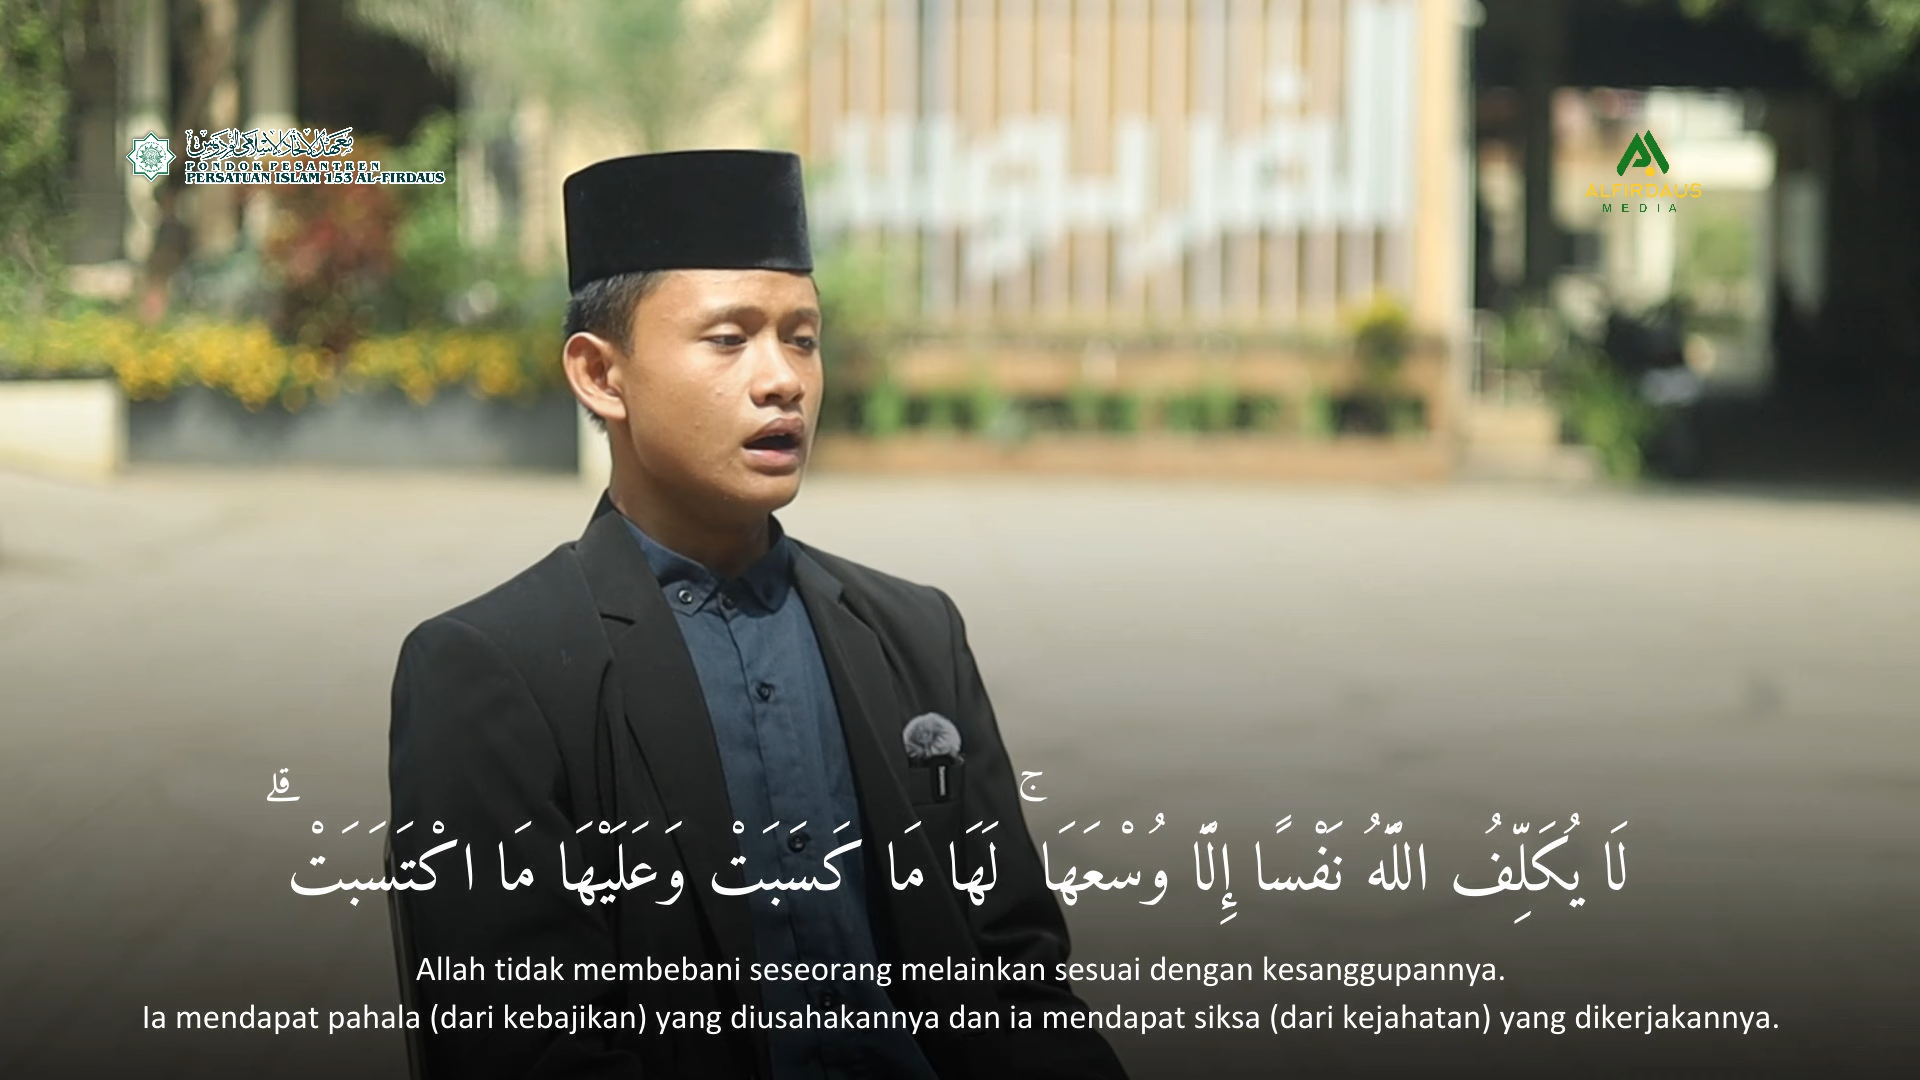 PONDOK PESANTREN
PERSATUAN ISLAM 153 AL-FIRDAUS
ALFIRDAUS
MEDIA
لَا يُكَلِّفُ اللّٰهُ نَفْسًا إِلَّا وُسْعَهَا ۚ لَهَا مَا كَسَبَتْ وَعَلَيْهَا مَا اكْتَسَبَتْ ۗ
Allah tidak membebani seseorang melainkan sesuai dengan kesanggupannya.
Ia mendapat pahala (dari kebajikan) yang diusahakannya dan ia mendapat siksa (dari kejahatan) yang dikerjakannya.